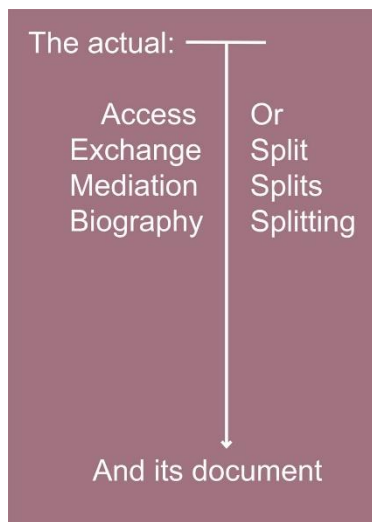 The actual:
Access Or
Exchange Split
Mediation Splits
Biography Splitting
And its document